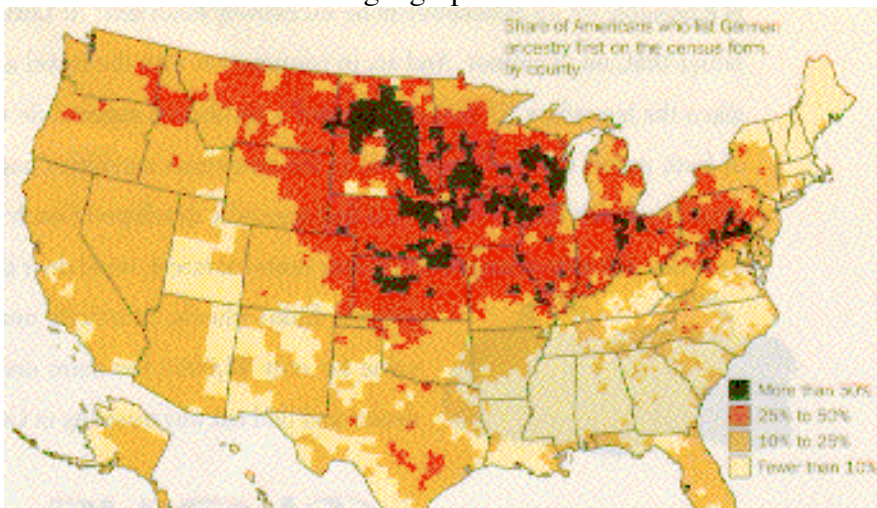 Share of Americans who list German
ancestry first on the census form,
by county
More than 50%
25% to 50%
10% to 25%
Fewer than 10%